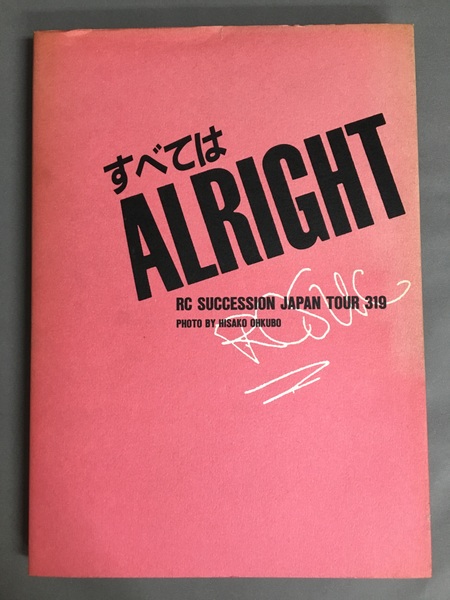 すべては
ALRIGHT
RC SUCCESSION JAPAN TOUR 319
PHOTO BY HISAKO OHKUBO